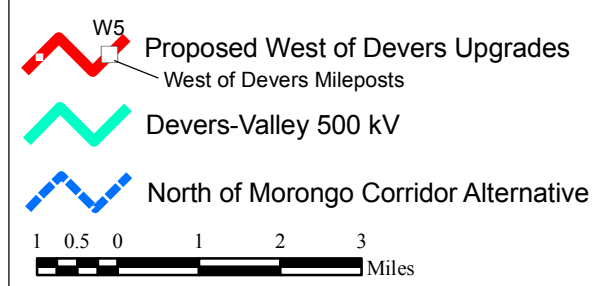 W5
Proposed West of Devers Upgrades
West of Devers Mileposts
Devers-Valley 500 kV
North of Morongo Corridor Alternative
1 0.5 0 1 2 3
Miles